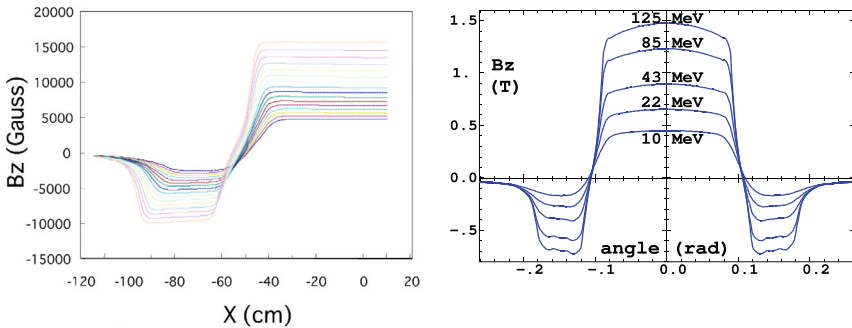 20000
15000
10000
5000
0
-5000
-10000
-15000
Bz (Gauss)
-120 -100 -80 -60 -40 -20 0 20
X (cm)
1.5
1.
0.5
0.0
-.5
Bz
(T)
125 MeV
85 MeV
43 MeV
22 MeV
10 MeV
angle (rad)
-.2 -.1 0.0 0.1 0.2